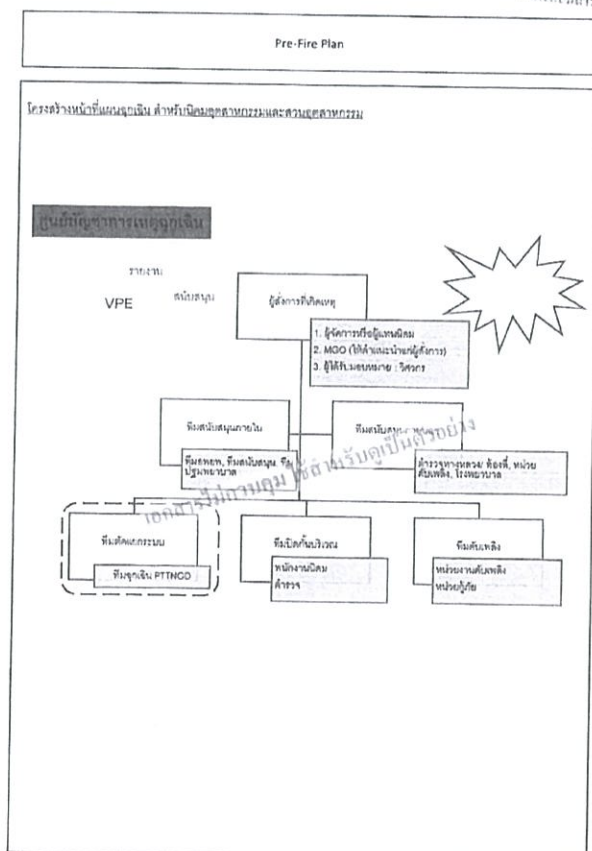 Pre-Fire Plan
โครงสร้างหน้าที่แผนฉุกเฉิน สำหรับนิคมอุตสาหกรรมและสวนอุตสาหกรรม
ศูนย์บัญชาการเหตุฉุกเฉิน
รายงาน
VPE
สนับสนุน
ผู้สั่งการที่เกิดเหตุ
1. ผู้จัดการหรือผู้แทนนิคม
2. MGO (ให้คำแนะนำแก่ผู้สั่งการ)
3. ผู้ได้รับมอบหมาย : วิศวกร
ทีมสนับสนุนภายใน
ทีมอพยพ, ทีมสนับสนุน, ทีม
ปฐมพยาบาล
ทีมสนับสนุน
ตำรวจทางหลวง/ ท้องที่, หน่วย
ดับเพลิง, โรงพยาบาล
เอกสารไม่ควบคุม ใช้สำหรับดูเป็นตัวอย่าง
ทีมตัดแยกระบบ
ทีมฉุกเฉิน PTTNGD
ทีมปิดกั้นบริเวณ
พนักงานนิคม
ตำรวจ
ทีมดับเพลิง
หน่วยงานดับเพลิง
หน่วยกู้ภัย